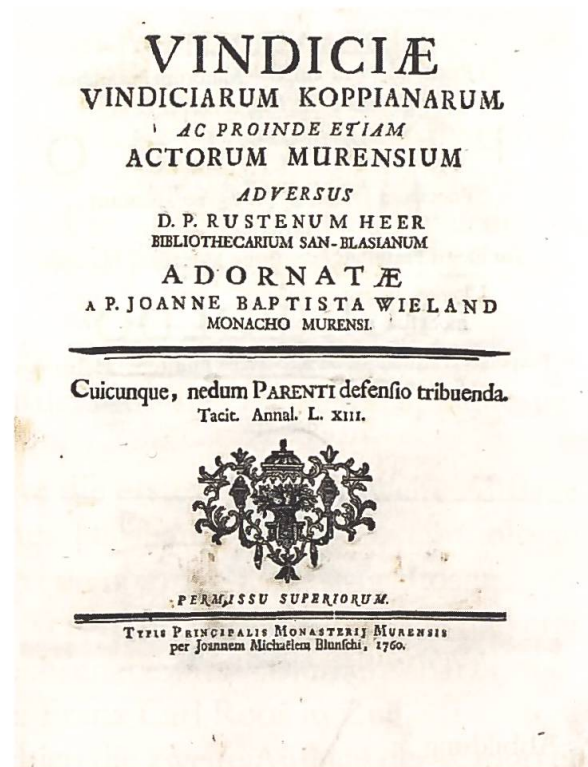 VINDICIÆ
VINDICIARUM KOPPIANARUM,
AC PROINDE ETIAM
ACTORUM MURENSIUM
ADVERSUS
D. P. RUSTENUM HEER
BIBLIOTHECARIUM SAN-BLASIANUM
ADORNATÆ
A P. JOANNE BAPTISTA WIELAND
MONACHO MURENSI.
Cuicunque, nedum PARENTI defensio tribuenda.
Tacit. Annal. L. XIII.
PERMISSU SUPERIORUM.
TYPIS PRINCIPALIS MONASTERIJ MURENSIS
per Joannem Michaëlem Blunschi, 1760.